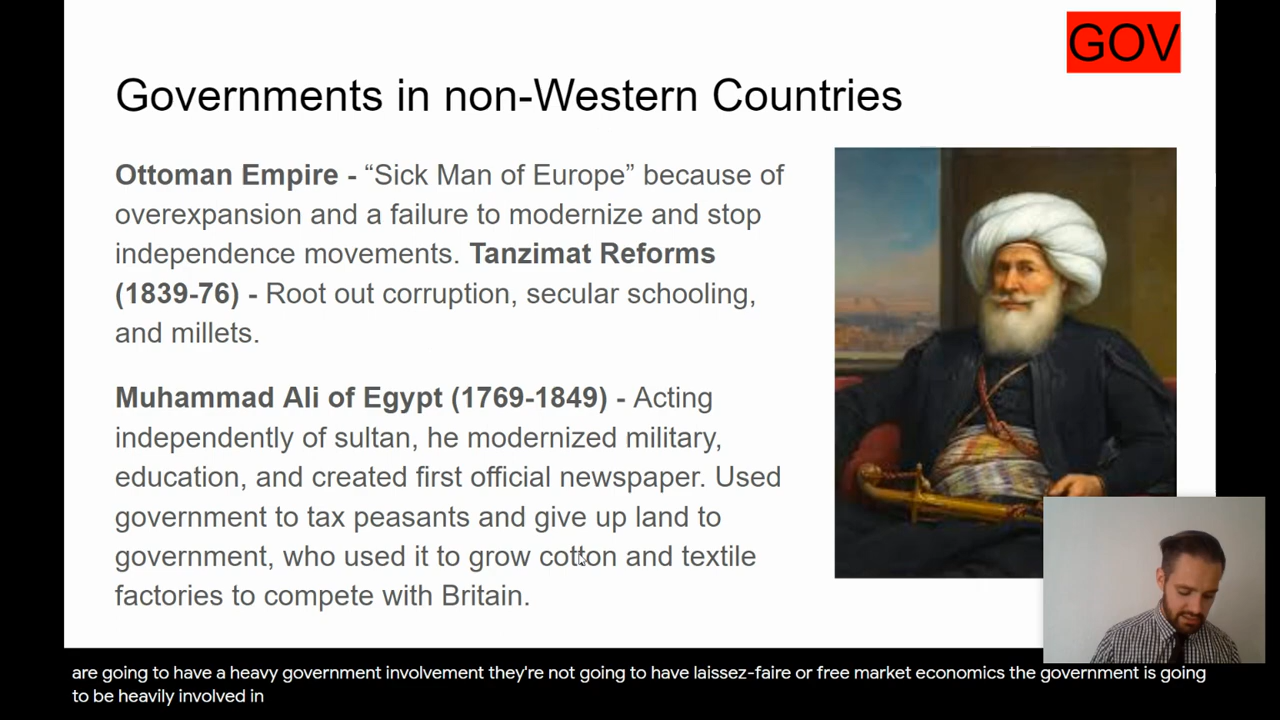 GOV
Governments in non-Western Countries
Ottoman Empire - “Sick Man of Europe” because of
overexpansion and a failure to modernize and stop
independence movements. Tanzimat Reforms
(1839-76) - Root out corruption, secular schooling,
and millets.
Muhammad Ali of Egypt (1769-1849) - Acting
independently of sultan, he modernized military,
education, and created first official newspaper. Used
government to tax peasants and give up land to
government, who used it to grow cotton and textile
factories to compete with Britain.
are going to have a heavy government involvement they're not going to have laissez-faire or free market economics the government is going
to be heavily involved in